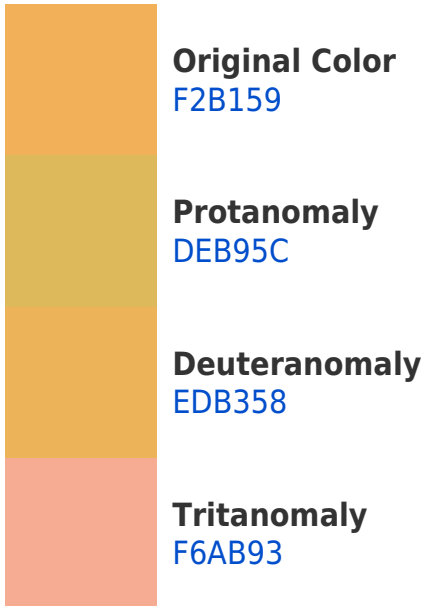 Original Color
F2B159
Protanomaly
DEB95C
Deuteranomaly
EDB358
Tritanomaly
F6AB93